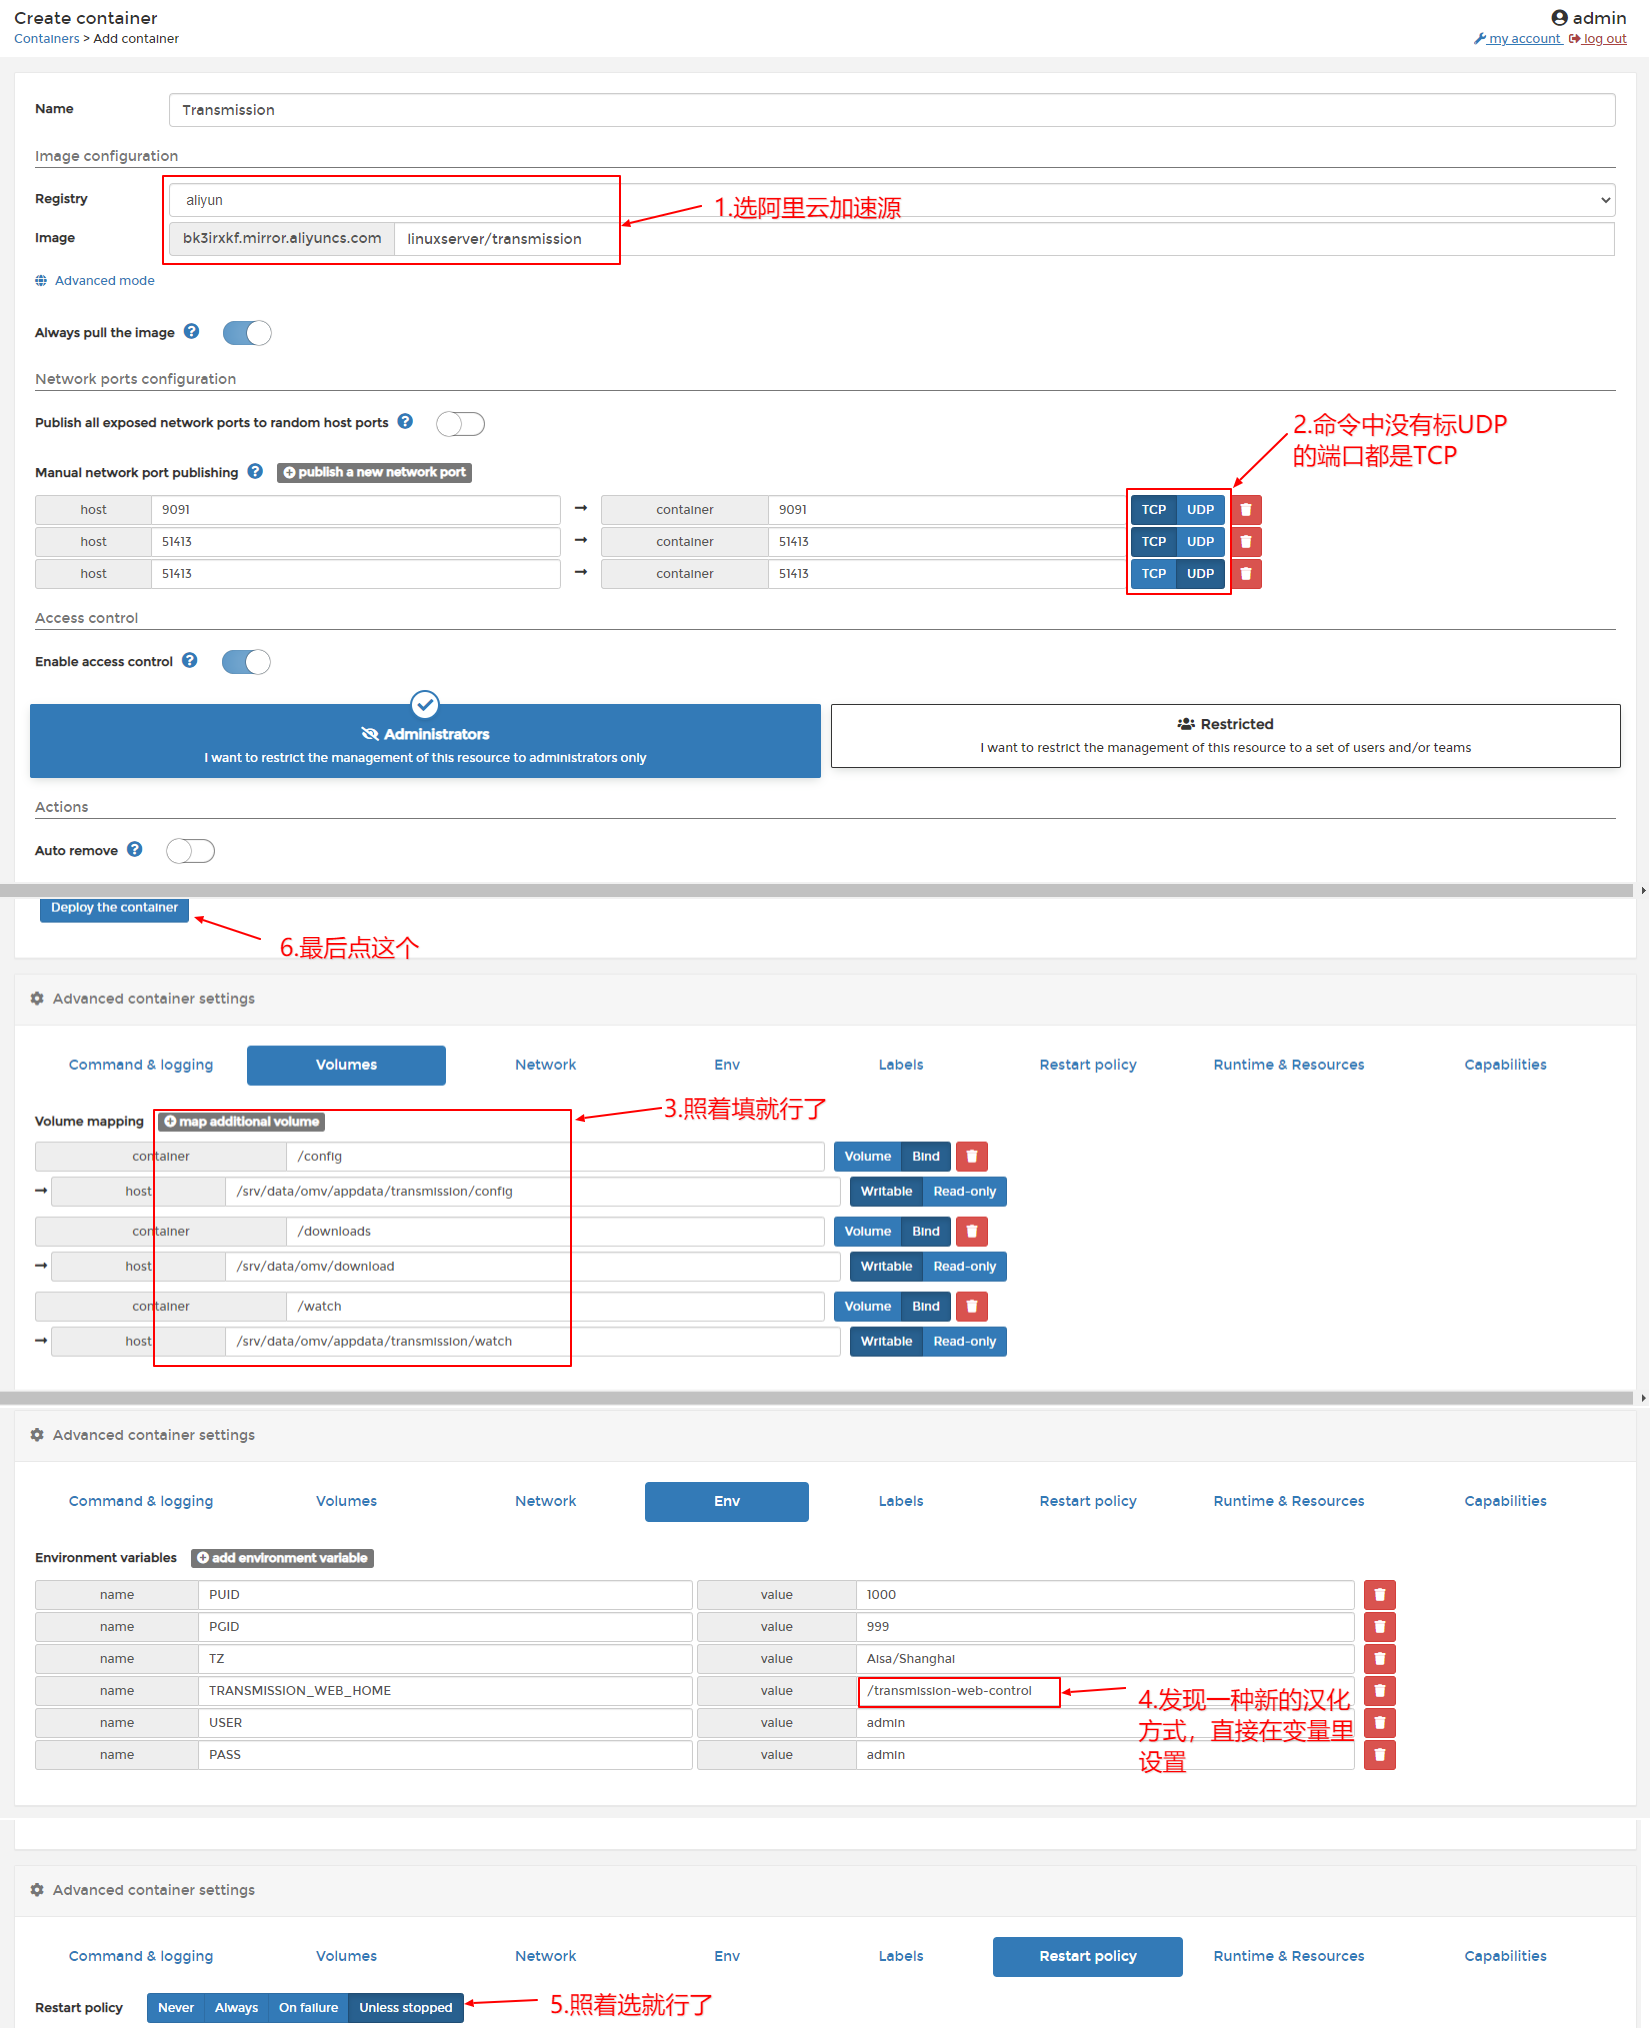 Create container
admin
Containers > Add container
my account log out
Name Transmission
Image configuration
Registry aliyun
1.选阿里云加速源
Image bk3irxkf.mirror.aliyuncs.com linuxserver/transmission
Advanced mode
Always pull the image
Network ports configuration
Publish all exposed network ports to random host ports
2.命令中没有标UDP
的端口都是TCP
Manual network port publishing publish a new network port
host 9091 container 9091 TCP UDP
host 51413 container 51413 TCP UDP
host 51413 container 51413 TCP UDP
Access control
Enable access control
Administrators
I want to restrict the management of this resource to administrators only
Restricted
I want to restrict the management of this resource to a set of users and/or teams
Actions
Auto remove
Deploy the container
6.最后点这个
Advanced container settings
Command & logging Volumes Network Env Labels Restart policy Runtime & Resources Capabilities
3.照着填就行了
Volume mapping map additional volume
container /config Volume Bind
host /srv/data/omv/appdata/transmission/config Writable Read-only
container /downloads Volume Bind
host /srv/data/omv/download Writable Read-only
container /watch Volume Bind
host /srv/data/omv/appdata/transmission/watch Writable Read-only
Advanced container settings
Command & logging Volumes Network Env Labels Restart policy Runtime & Resources Capabilities
Environment variables add environment variable
name PUID value 1000
name PGID value 999
name TZ value Aisa/Shanghai
name TRANSMISSION_WEB_HOME value /transmission-web-control
4.发现一种新的汉化
方式，直接在变量里
设置
name USER value admin
name PASS value admin
Advanced container settings
Command & logging Volumes Network Env Labels Restart policy Runtime & Resources Capabilities
Restart policy Never Always On failure Unless stopped
5.照着选就行了